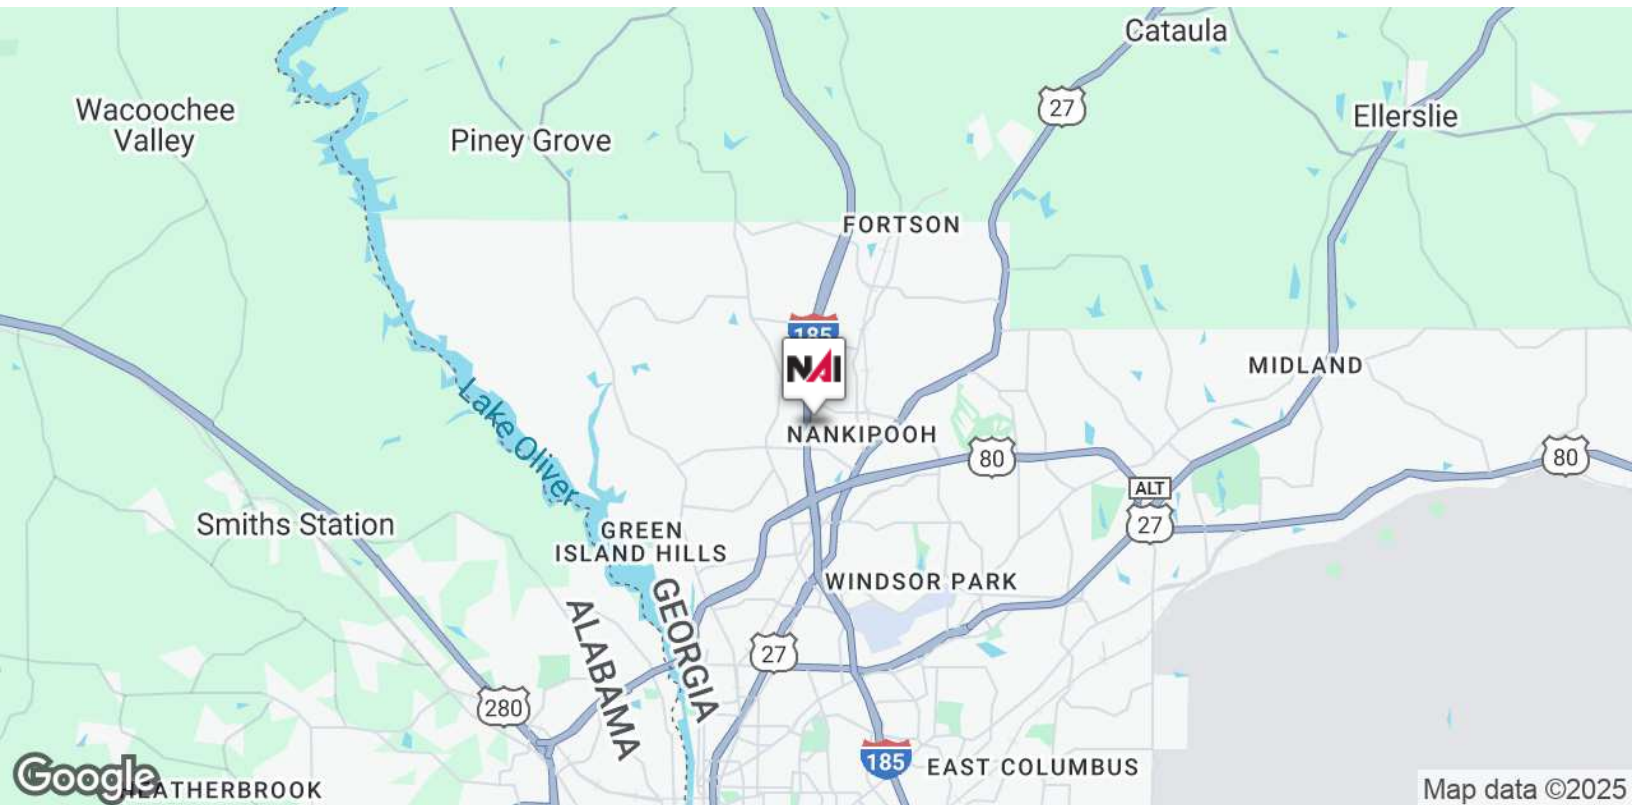 Cataula
27
Wacoochee
Valley
Piney Grove
Ellerslie
FORTSON
185
NAI
MIDLAND
Lake Oliver
NANKIPOOH
80
80
ALT
27
Smiths Station
GREEN
ISLAND HILLS
WINDSOR PARK
GEORGIA
ALABAMA
27
280
185
EAST COLUMBUS
Google
HEATHERBROOK
Map data ©2025